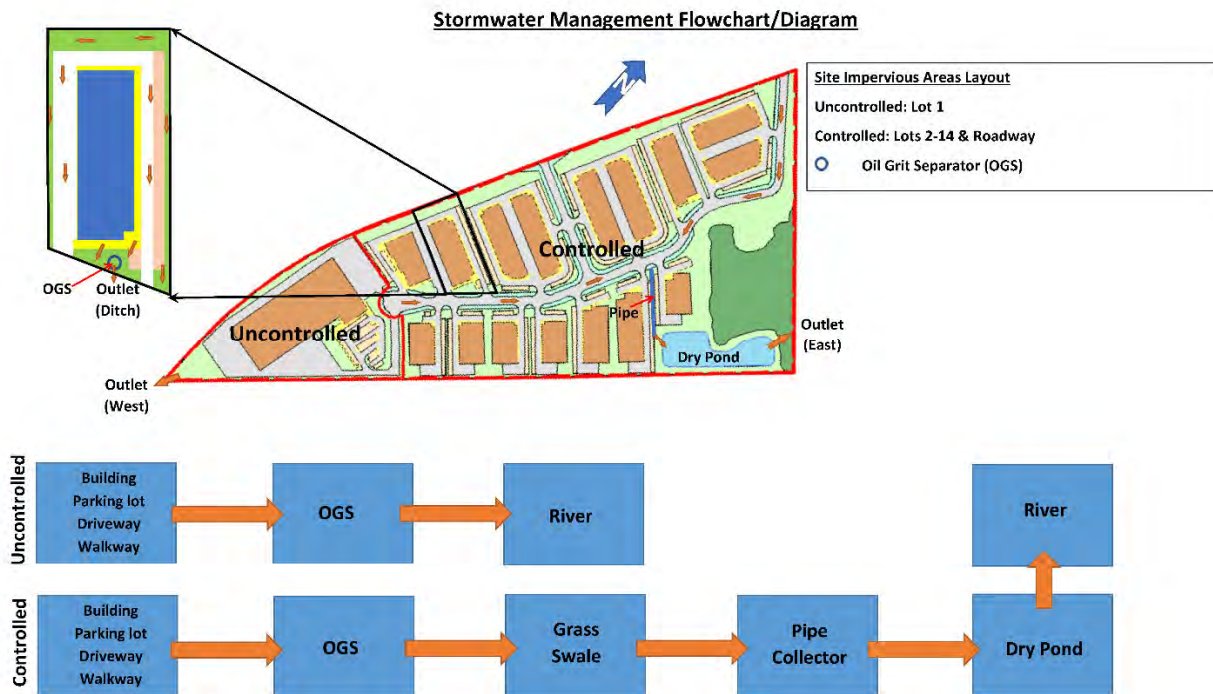 Stormwater Management Flowchart/Diagram
N
Site Impervious Areas Layout
Uncontrolled: Lot 1
Controlled: Lots 2-14 & Roadway
Oil Grit Separator (OGS)
OGS
Outlet
(Ditch)
Controlled
Uncontrolled
Pipe
Dry Pond
Outlet
(East)
Outlet
(West)
Uncontrolled
Building
Parking lot
Driveway
Walkway
OGS
River
River
Controlled
Building
Parking lot
Driveway
Walkway
OGS
Grass
Swale
Pipe
Collector
Dry Pond